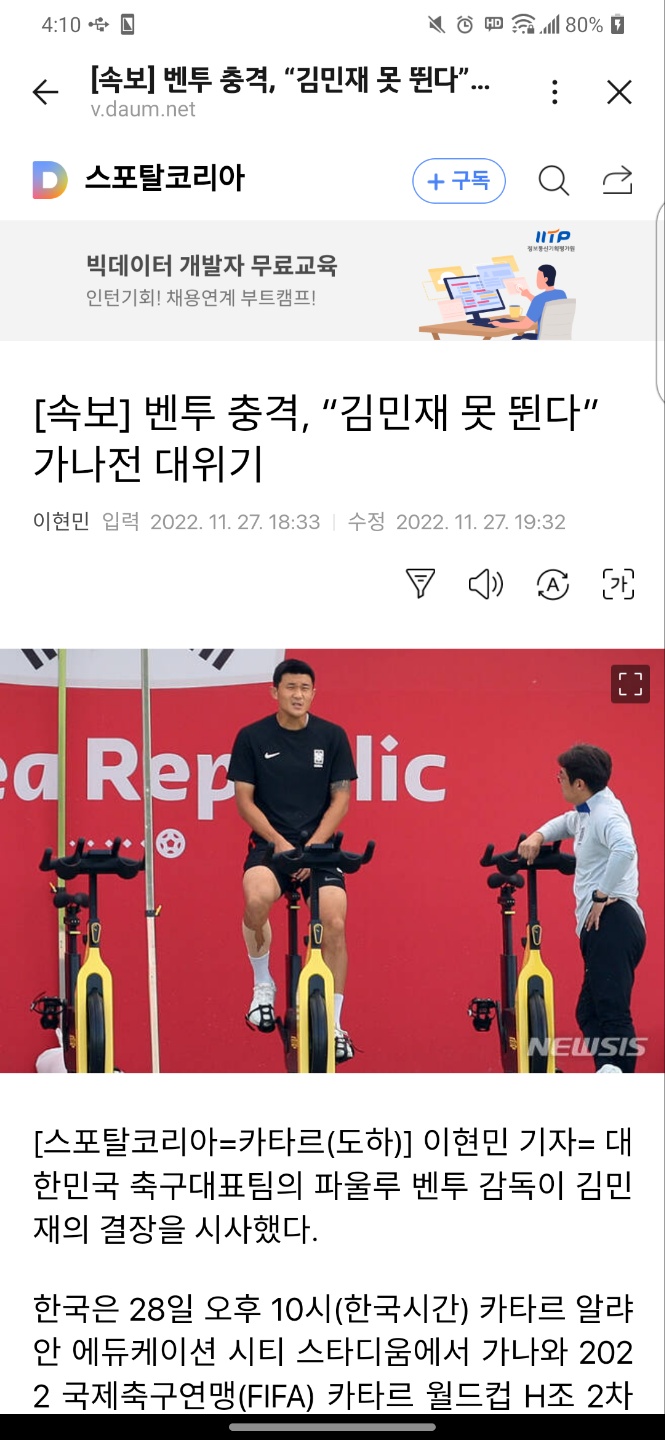 4:10
HD
80%
[속보] 벤투 충격, “김민재 못 뛴다”...
v.daum.net
스포탈코리아
+ 구독
IITP
정보통신기획평가원
빅데이터 개발자 무료교육
인턴기회! 채용연계 부트캠프!
[속보] 벤투 충격, “김민재 못 뛴다”
가나전 대위기
이현민 입력 2022. 11. 27. 18:33 | 수정 2022. 11. 27. 19:32
A
가
ea Rep lic
NEWSIS
[스포탈코리아=카타르(도하)] 이현민 기자= 대
한민국 축구대표팀의 파울루 벤투 감독이 김민
재의 결장을 시사했다.
한국은 28일 오후 10시(한국시간) 카타르 알랴
안 에듀케이션 시티 스타디움에서 가나와 202
2 국제축구연맹(FIFA) 카타르 월드컵 H조 2차